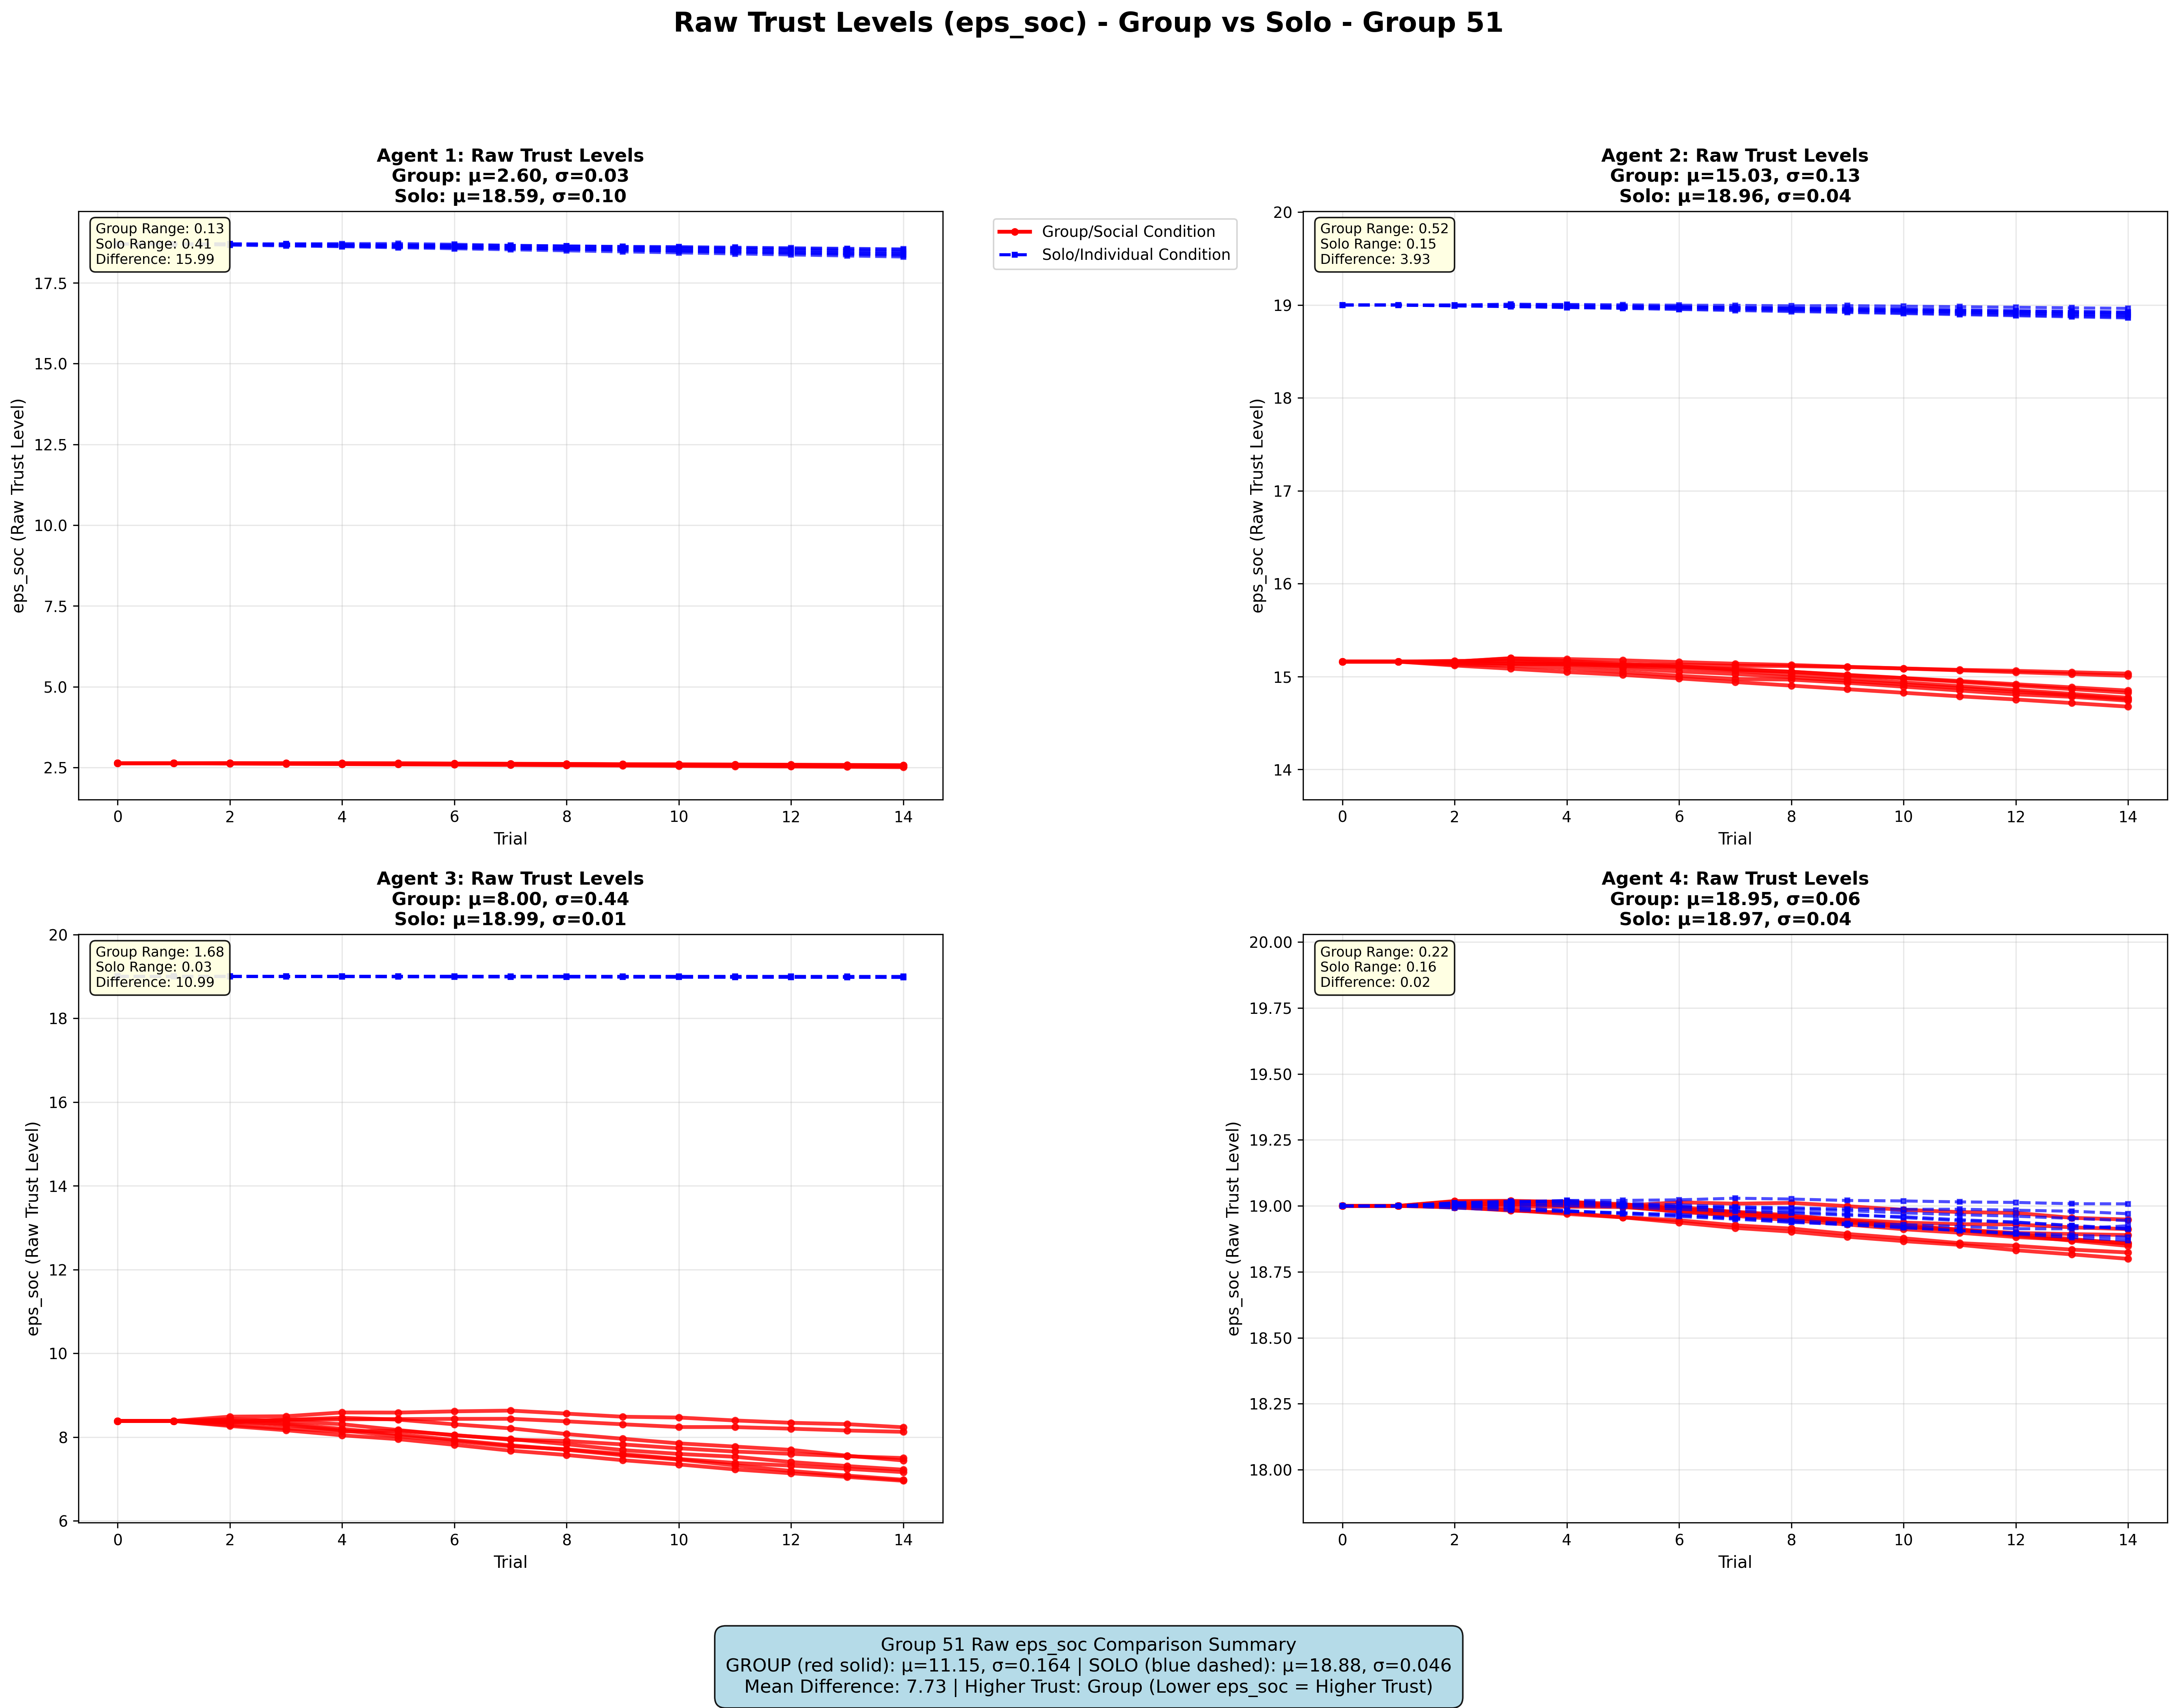 Raw Trust Levels (eps_soc) - Group vs Solo - Group 51
Agent 1: Raw Trust Levels
Group: μ=2.60, σ=0.03
Solo: μ=18.59, σ=0.10
Group Range: 0.13
Solo Range: 0.41
Difference: 15.99
17.5
15.0
12.5
10.0
7.5
5.0
2.5
eps_soc (Raw Trust Level)
0 2 4 6 8 10 12 14
Trial
Group/Social Condition
Solo/Individual Condition
Agent 2: Raw Trust Levels
Group: μ=15.03, σ=0.13
Solo: μ=18.96, σ=0.04
Group Range: 0.52
Solo Range: 0.15
Difference: 3.93
20
19
18
17
16
15
14
eps_soc (Raw Trust Level)
0 2 4 6 8 10 12 14
Trial
Agent 3: Raw Trust Levels
Group: μ=8.00, σ=0.44
Solo: μ=18.99, σ=0.01
Group Range: 1.68
Solo Range: 0.03
Difference: 10.99
20
18
16
14
12
10
8
6
eps_soc (Raw Trust Level)
0 2 4 6 8 10 12 14
Trial
Agent 4: Raw Trust Levels
Group: μ=18.95, σ=0.06
Solo: μ=18.97, σ=0.04
Group Range: 0.22
Solo Range: 0.16
Difference: 0.02
20.00
19.75
19.50
19.25
19.00
18.75
18.50
18.25
18.00
eps_soc (Raw Trust Level)
0 2 4 6 8 10 12 14
Trial
Group 51 Raw eps_soc Comparison Summary
GROUP (red solid): μ=11.15, σ=0.164 | SOLO (blue dashed): μ=18.88, σ=0.046
Mean Difference: 7.73 | Higher Trust: Group (Lower eps_soc = Higher Trust)